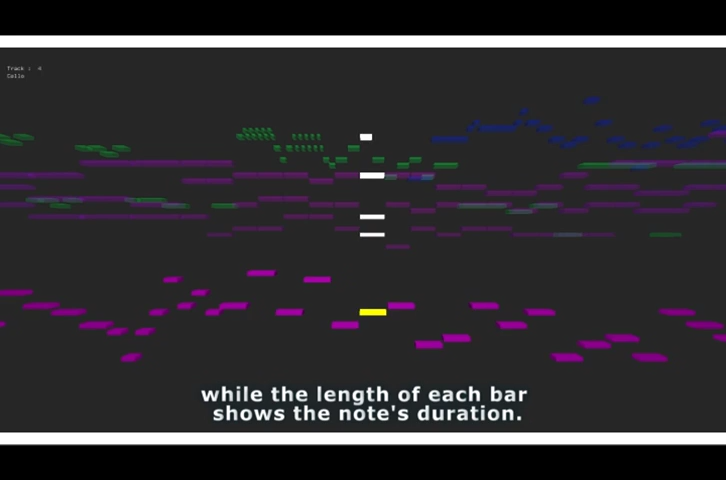 Track : 4
Cello
while the length of each bar
shows the note's duration.